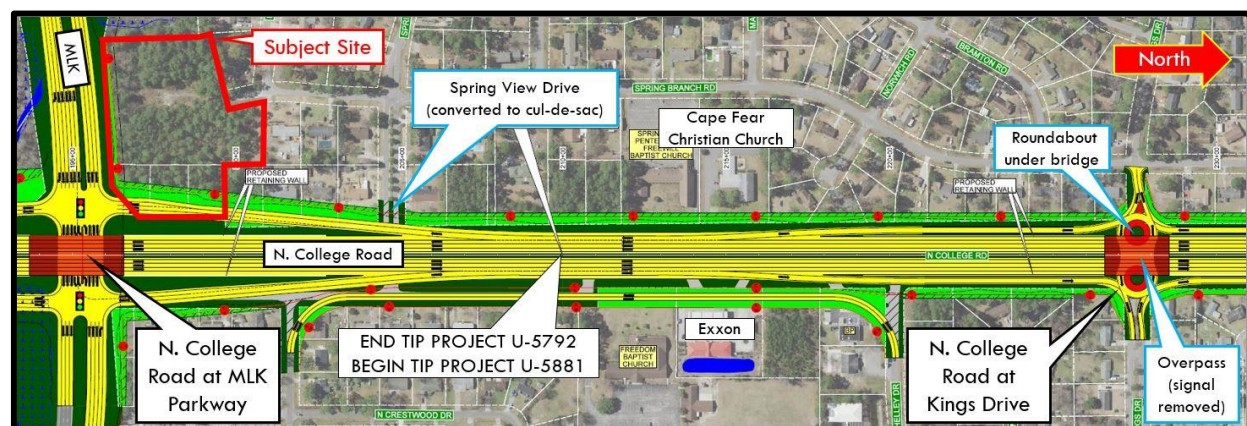 MLK
Subject Site
SPRI
Spring View Drive
(converted to cul-de-sac)
SPRING BRANCH RD
NORWICH RD
BRAMTON RD
North
Cape Fear
Christian Church
Roundabout
under bridge
PROPOSED
RETAINING WALL
PROPOSED
RETAINING WALL
N. College Road
N COLLEGE RD
N. College
Road at MLK
Parkway
END TIP PROJECT U-5792
BEGIN TIP PROJECT U-5881
FREEDOM
BAPTIST
CHURCH
Exxon
BP
N. College
Road at
Kings Drive
Overpass
(signal
removed)
N CRESTWOOD DR